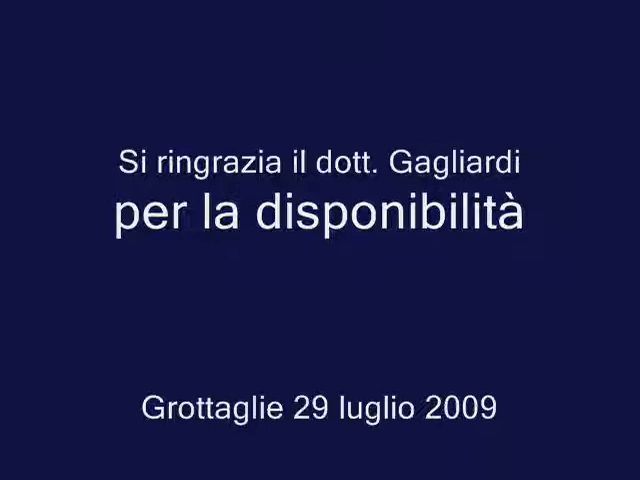 Si ringrazia il dott. Gagliardi
per la disponibilità
Grottaglie 29 luglio 2009